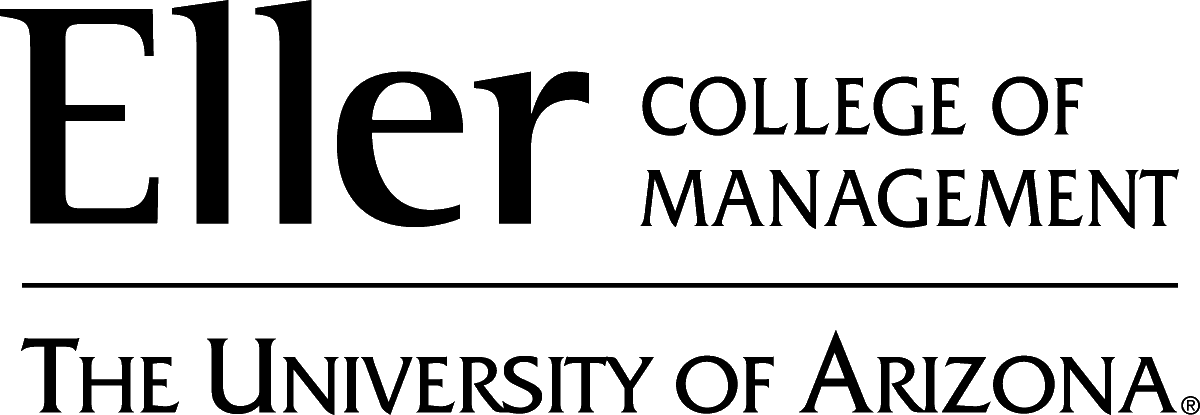 Eller COLLEGE OF
MANAGEMENT
THE UNIVERSITY OF ARIZONA®